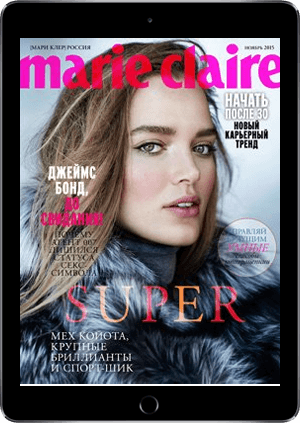 [МАРИ КЛЕР] РОССИЯ
НОЯБРЬ 2015
marie claire
НАЧАТЬ
ПОСЛЕ 30
НОВЫЙ
КАРЬЕРНЫЙ
ТРЕНД
ДЖЕЙМС
БОНД,
ДО
СВИДАНИЯ!
ПОЧЕМУ
АГЕНТ 007
ЛИШИЛСЯ
СТАТУСА
СЕКС-
СИМВОЛА
SUPER
МЕХ КОЙОТА,
КРУПНЫЕ
БРИЛЛИАНТЫ
И СПОРТ-ШИК